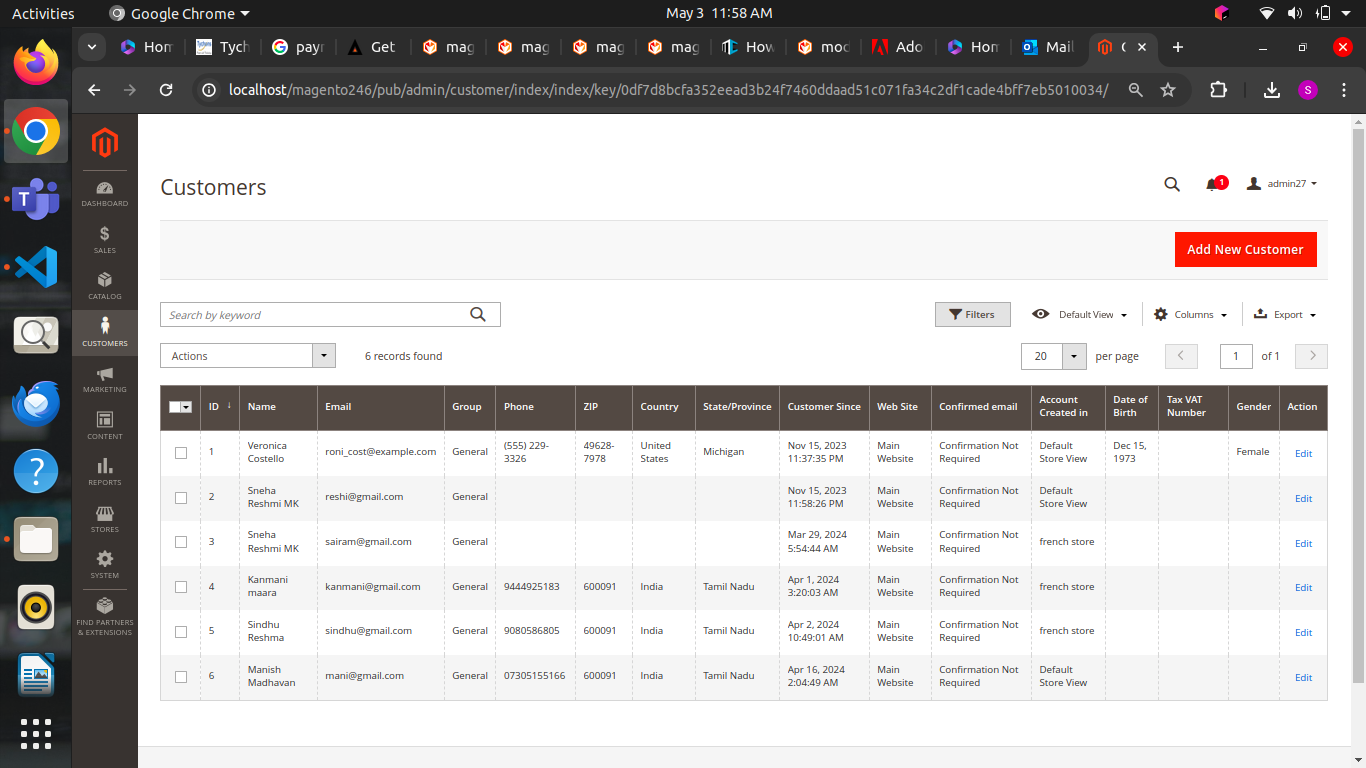 Activities
Google Chrome
May 3 11:58 AM
Hom
Tych
payr
Get
mag
mag
mag
mag
How
mod
Ado
Hom
Mail
C
localhost/magento246/pub/admin/customer/index/index/key/0df7d8bcfa352eead3b24f7460ddaad51c071fa34c2df1cade4bff7eb5010034/
S
DASHBOARD
SALES
CATALOG
CUSTOMERS
MARKETING
CONTENT
REPORTS
STORES
SYSTEM
FIND PARTNERS
& EXTENSIONS
Customers
1
admin27
Add New Customer
Search by keyword
Filters
Default View
Columns
Export
Actions
6 records found
20
per page
1
of 1
ID ↓ Name Email Group Phone ZIP Country State/Province Customer Since Web Site Confirmed email Account Created in Date of Birth Tax VAT Number Gender Action
1 Veronica Costello roni_cost@example.com General (555) 229-3326 49628-7978 United States Michigan Nov 15, 2023 11:37:35 PM Main Website Confirmation Not Required Default Store View Dec 15, 1973 Female Edit
2 Sneha Reshmi MK reshi@gmail.com General Nov 15, 2023 11:58:26 PM Main Website Confirmation Not Required Default Store View Edit
3 Sneha Reshmi MK sairam@gmail.com General Mar 29, 2024 5:54:44 AM Main Website Confirmation Not Required french store Edit
4 Kanmani maara kanmani@gmail.com General 9444925183 600091 India Tamil Nadu Apr 1, 2024 3:20:03 AM Main Website Confirmation Not Required french store Edit
5 Sindhu Reshma sindhu@gmail.com General 9080586805 600091 India Tamil Nadu Apr 2, 2024 10:49:01 AM Main Website Confirmation Not Required french store Edit
6 Manish Madhavan mani@gmail.com General 07305155166 600091 India Tamil Nadu Apr 16, 2024 2:04:49 AM Main Website Confirmation Not Required Default Store View Edit